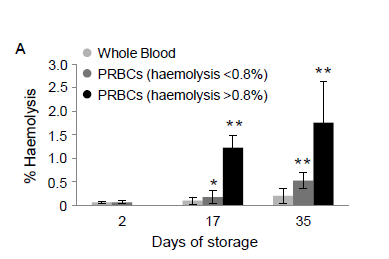 A
Whole Blood
PRBCs (haemolysis <0.8%)
PRBCs (haemolysis >0.8%)
% Haemolysis
3.0
2.5
2.0
1.5
1.0
0.5
0
**
**
**
*
2 17 35
Days of storage